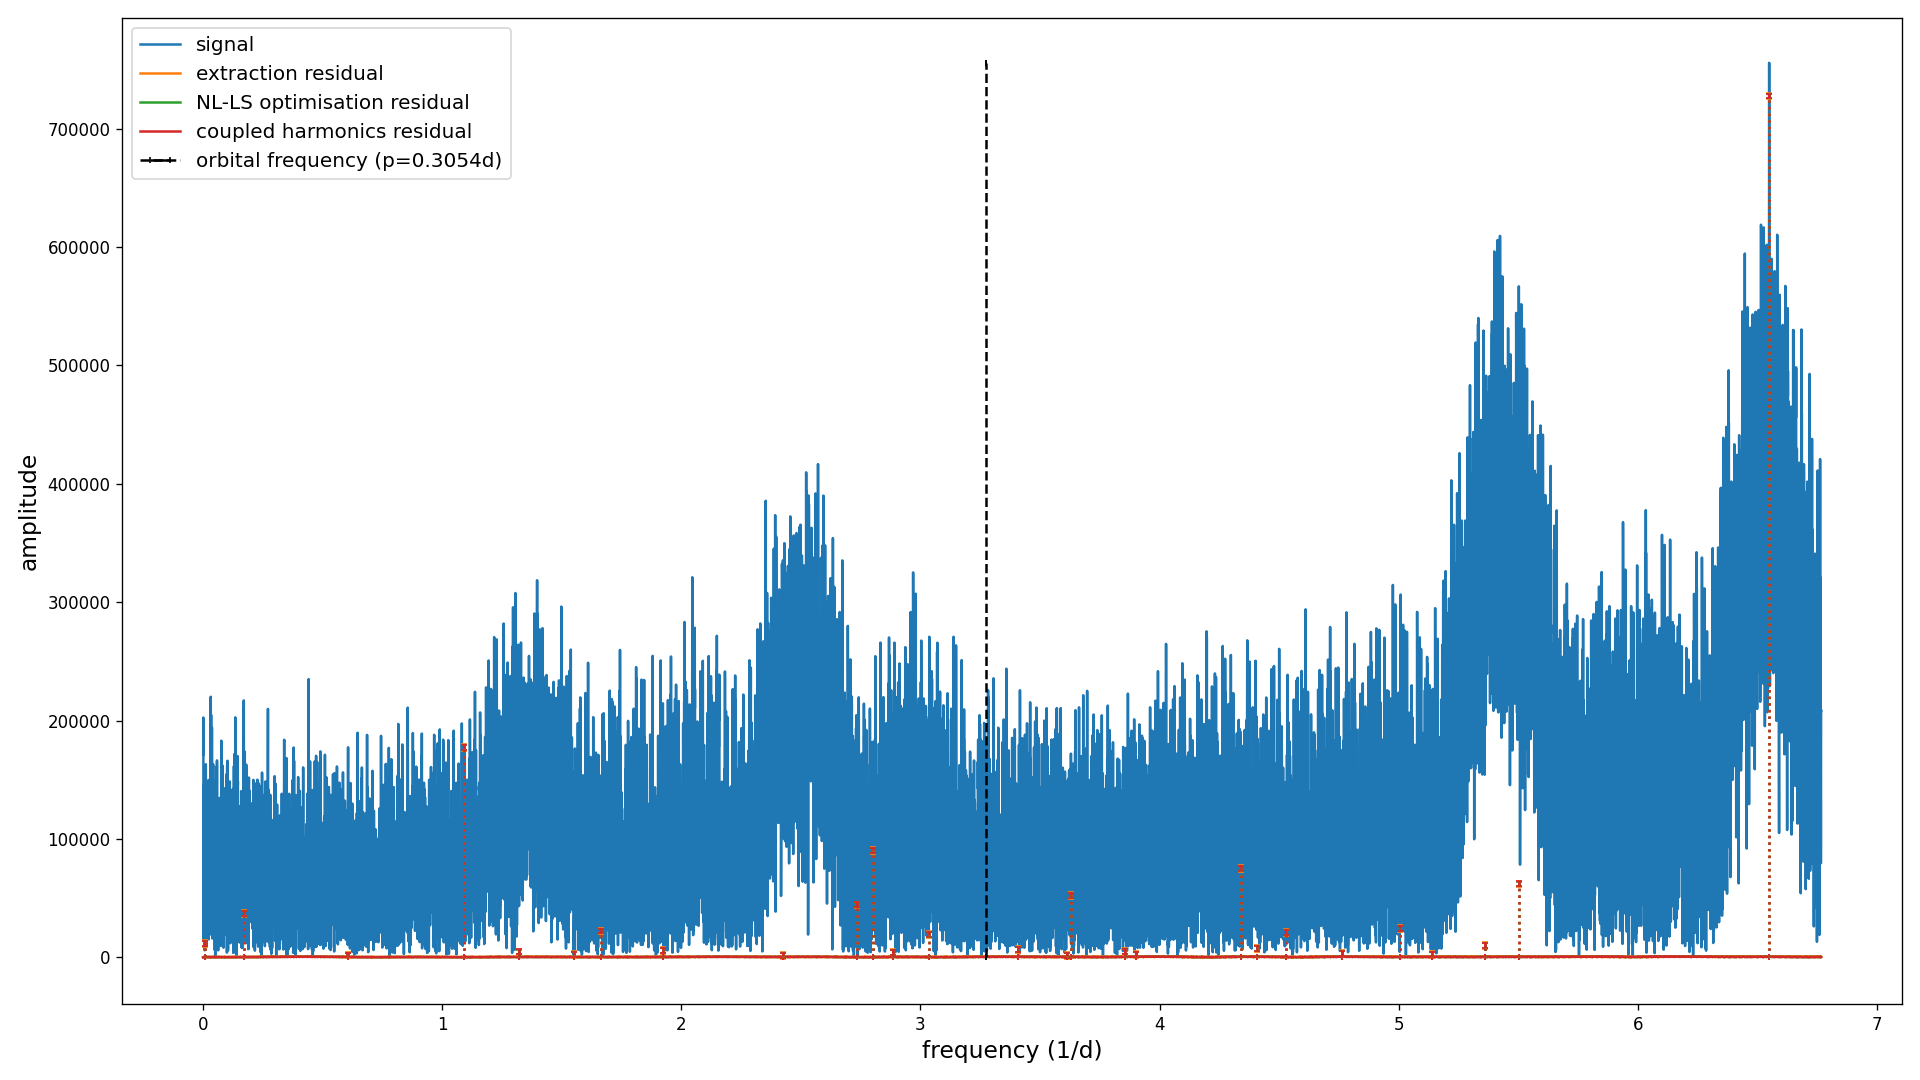 signal
extraction residual
NL-LS optimisation residual
coupled harmonics residual
orbital frequency (p=0.3054d)
700000
600000
500000
400000
300000
200000
100000
0
amplitude
0 1 2 3 4 5 6 7
frequency (1/d)